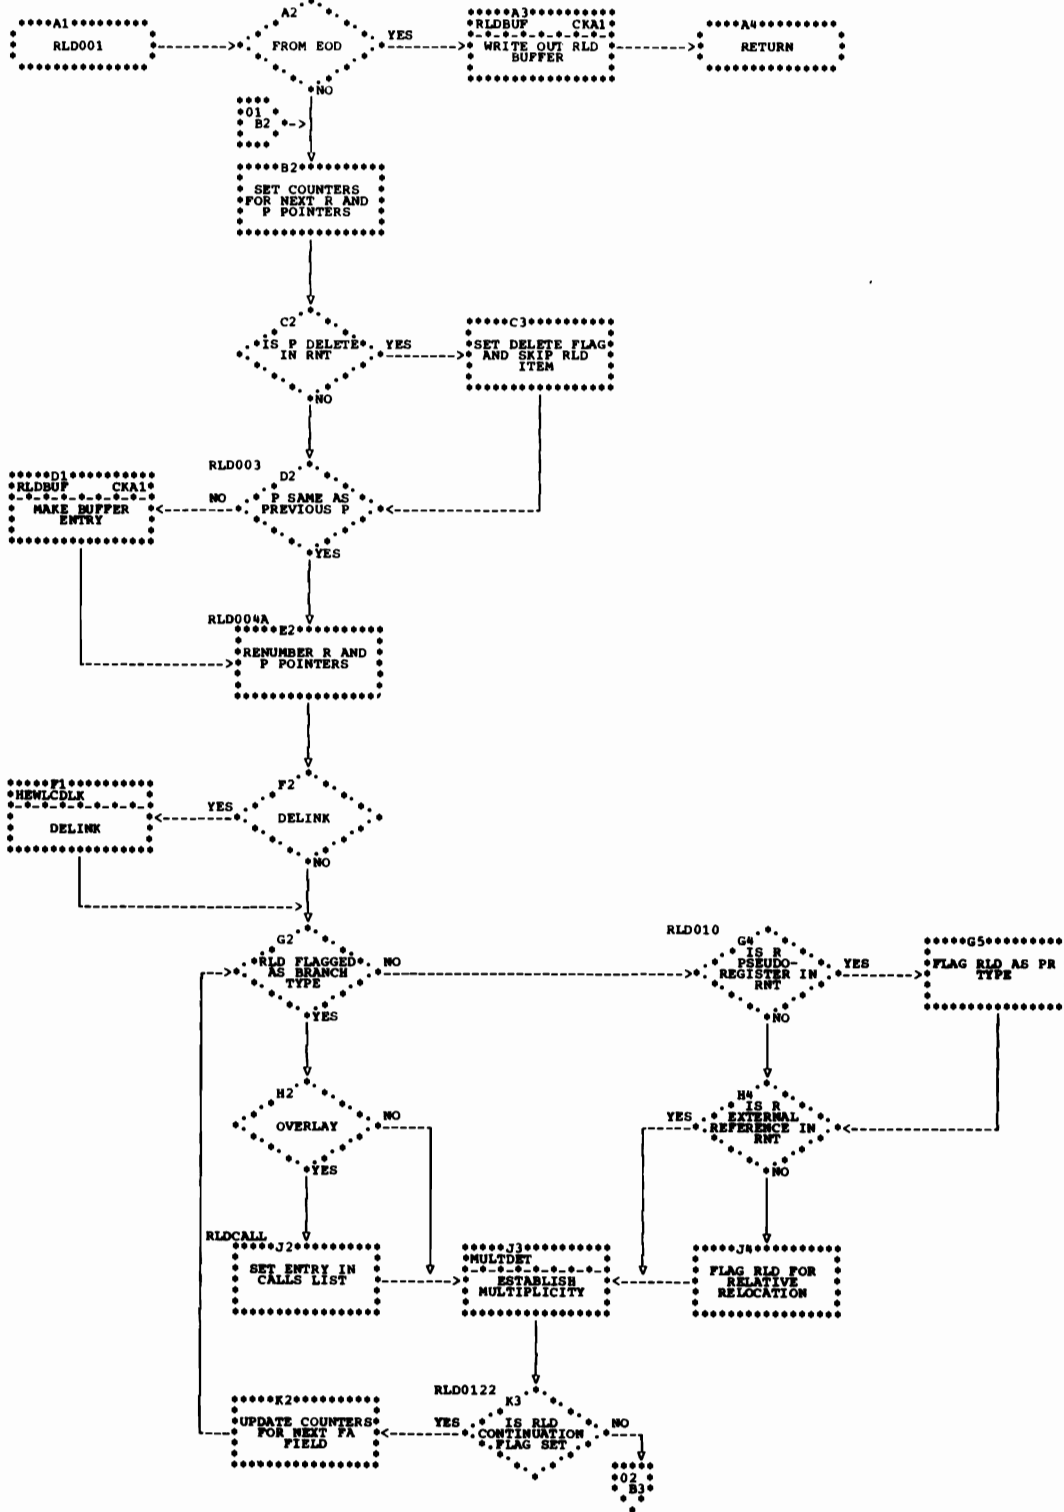 A1
RLD001
A2
FROM EOD
YES
NO
A3
RLDBUF CKA1
WRITE OUT RLD
BUFFER
A4
RETURN
01
B2
B2
SET COUNTERS
FOR NEXT R AND
P POINTERS
C2
IS P DELETE
IN RNT
YES
NO
C3
SET DELETE FLAG
AND SKIP RLD
ITEM
RLD003
D2
P SAME AS
PREVIOUS P
NO
YES
D1
RLDBUF CKA1
MAKE BUFFER
ENTRY
RLD004A
E2
RENUMBER R AND
P POINTERS
F2
DELINK
YES
NO
F1
HEWLCDLK
DELINK
G2
RLD FLAGGED
AS BRANCH
TYPE
NO
YES
RLD010
G4
IS R
PSEUDO-
REGISTER IN
RNT
YES
NO
G5
FLAG RLD AS PR
TYPE
H2
OVERLAY
NO
YES
H4
IS R
EXTERNAL
REFERENCE IN
RNT
YES
NO
RLDCALL
J2
SET ENTRY IN
CALLS LIST
J3
MULTDET
ESTABLISH
MULTIPLICITY
J4
FLAG RLD FOR
RELATIVE
RELOCATION
RLD0122
K3
IS RLD
CONTINUATION
FLAG SET
YES
NO
K2
UPDATE COUNTERS
FOR NEXT FA
FIELD
02
B3